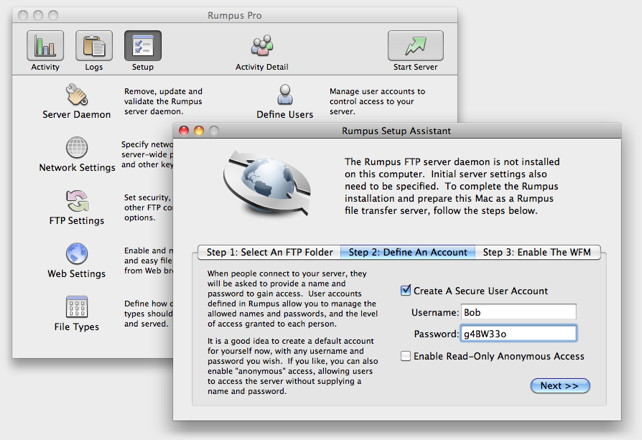 Rumpus Pro
Activity
Logs
Setup
Activity Detail
Start Server
Server Daemon
Remove, update and
validate the Rumpus
server daemon.
Define Users
Manage user accounts to
control access to your
server.
Network Settings
Specify netwo
server-wide p
and other key
FTP Settings
Set security,
other FTP co
options.
Web Settings
Enable and m
and easy file
from Web br
File Types
Define how d
types should
and served.
Rumpus Setup Assistant
The Rumpus FTP server daemon is not installed
on this computer. Initial server settings also
need to be specified. To complete the Rumpus
installation and prepare this Mac as a Rumpus
file transfer server, follow the steps below.
Step 1: Select An FTP Folder
Step 2: Define An Account
Step 3: Enable The WFM
When people connect to your server, they
will be asked to provide a name and
password to gain access. User accounts
defined in Rumpus allow you to manage the
allowed names and passwords, and the level
of access granted to each person.
It is a good idea to create a default account
for yourself now, with any username and
password you wish. If you like, you can also
enable "anonymous" access, allowing users
to access the server without supplying a
name and password.
Create A Secure User Account
Username: Bob
Password: g4BW33o
Enable Read-Only Anonymous Access
Next >>